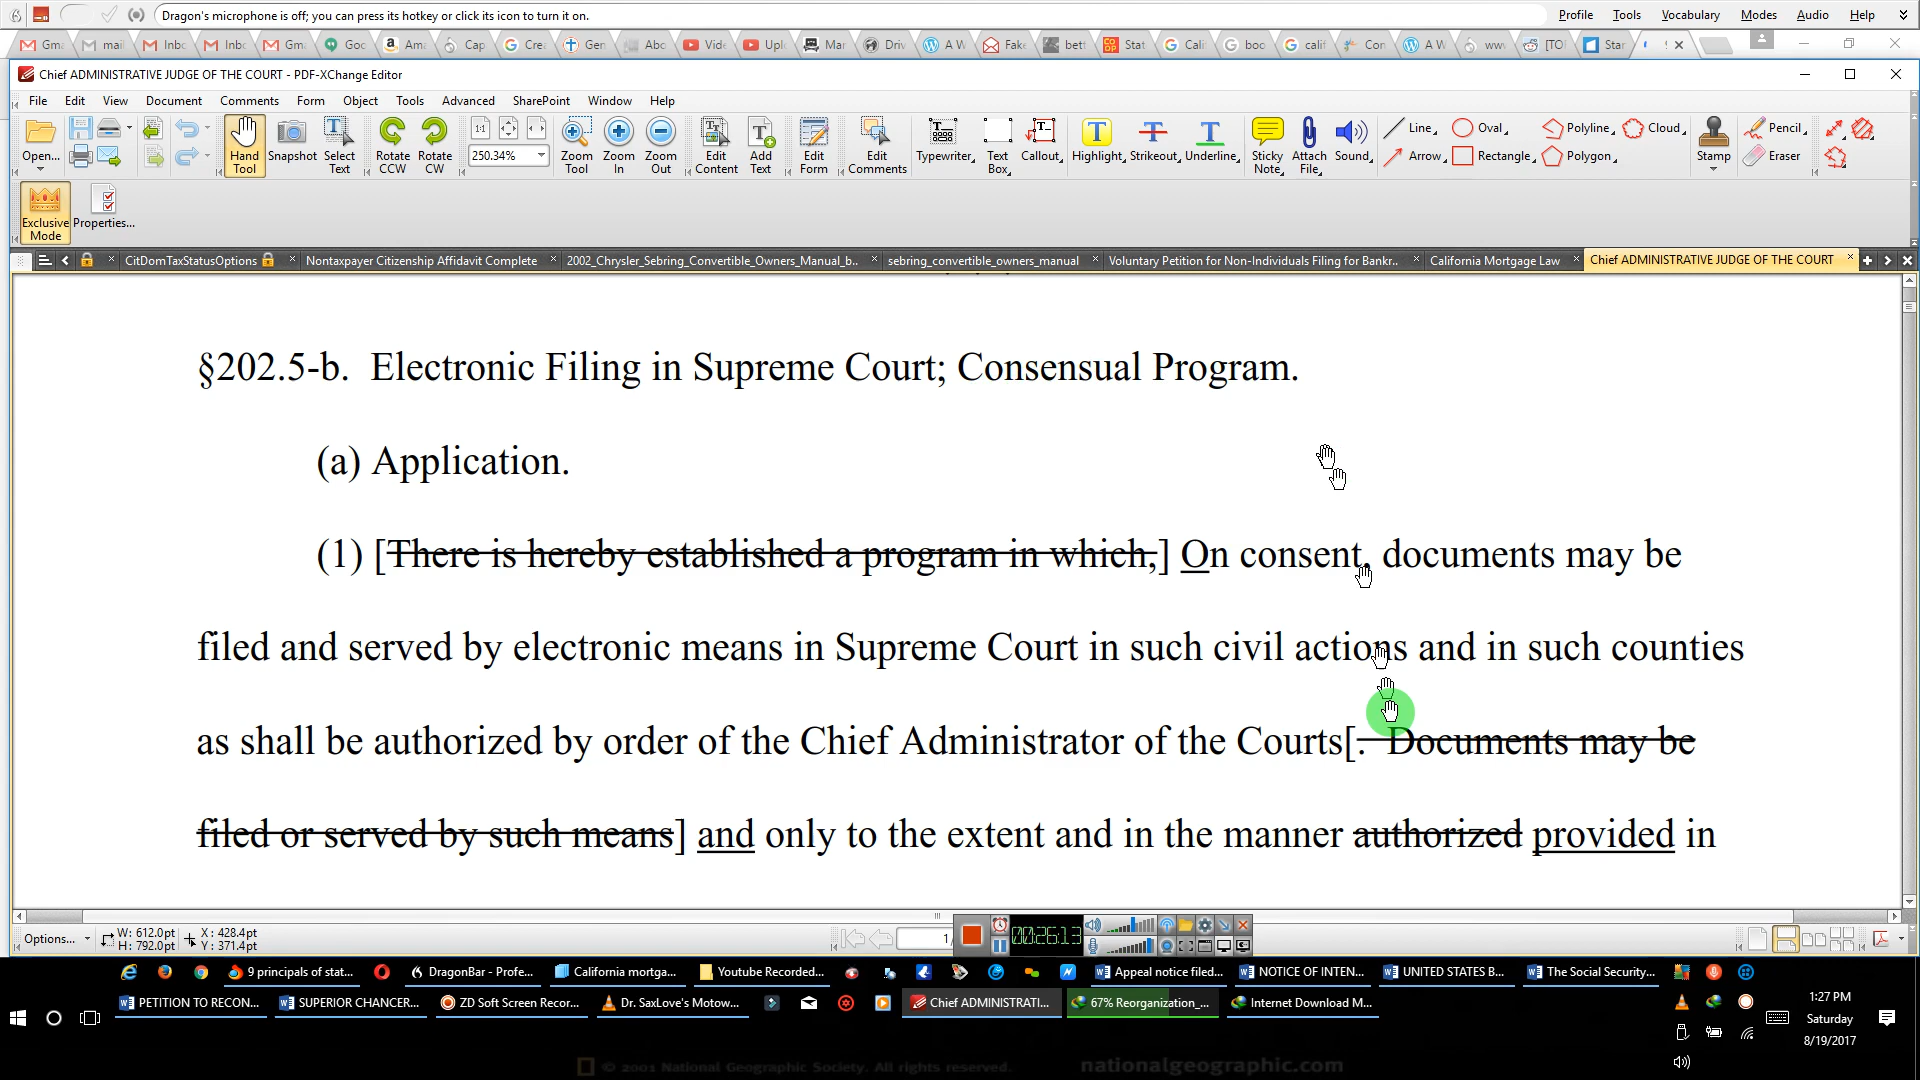 Dragon's microphone is off; you can press its hotkey or click its icon to turn it on.
Profile Tools Vocabulary Modes Audio Help
Chief ADMINISTRATIVE JUDGE OF THE COURT - PDF-XChange Editor
File Edit View Document Comments Form Object Tools Advanced SharePoint Window Help
Open... Hand Tool Snapshot Select Text Rotate CCW Rotate CW 250.34% Zoom Tool Zoom In Zoom Out Edit Content Add Text Edit Form Edit Comments Typewriter Text Box Callout Highlight Strikeout Underline Sticky Note Attach File Sound Line Arrow Oval Rectangle Polyline Polygon Cloud Stamp Pencil Eraser
Exclusive Mode Properties...
CitDomTaxStatusOptions Nontaxpayer Citizenship Affidavit Complete 2002_Chrysler_Sebring_Convertible_Owners_Manual_b.. sebring_convertible_owners_manual Voluntary Petition for Non-Individuals Filing for Bankr.. California Mortgage Law Chief ADMINISTRATIVE JUDGE OF THE COURT
§202.5-b. Electronic Filing in Supreme Court; Consensual Program.
(a) Application.
(1) [There is hereby established a program in which,] On consent, documents may be
filed and served by electronic means in Supreme Court in such civil actions and in such counties
as shall be authorized by order of the Chief Administrator of the Courts[. Documents may be
filed or served by such means] and only to the extent and in the manner authorized provided in
Options... W: 612.0pt X: 428.4pt
H: 792.0pt Y: 371.4pt
1
00:26:13
9 principals of stat... DragonBar - Profe... California mortga... Youtube Recorded... Appeal notice filed... NOTICE OF INTEN... UNITED STATES B... The Social Security...
PETITION TO RECON... SUPERIOR CHANCER... ZD Soft Screen Recor... Dr. SaxLove's Motow... Chief ADMINISTRATI... 67% Reorganization_... Internet Download M...
1:27 PM
Saturday
8/19/2017
© 2001 National Geographic Society. All rights reserved. nationalgeographic.com